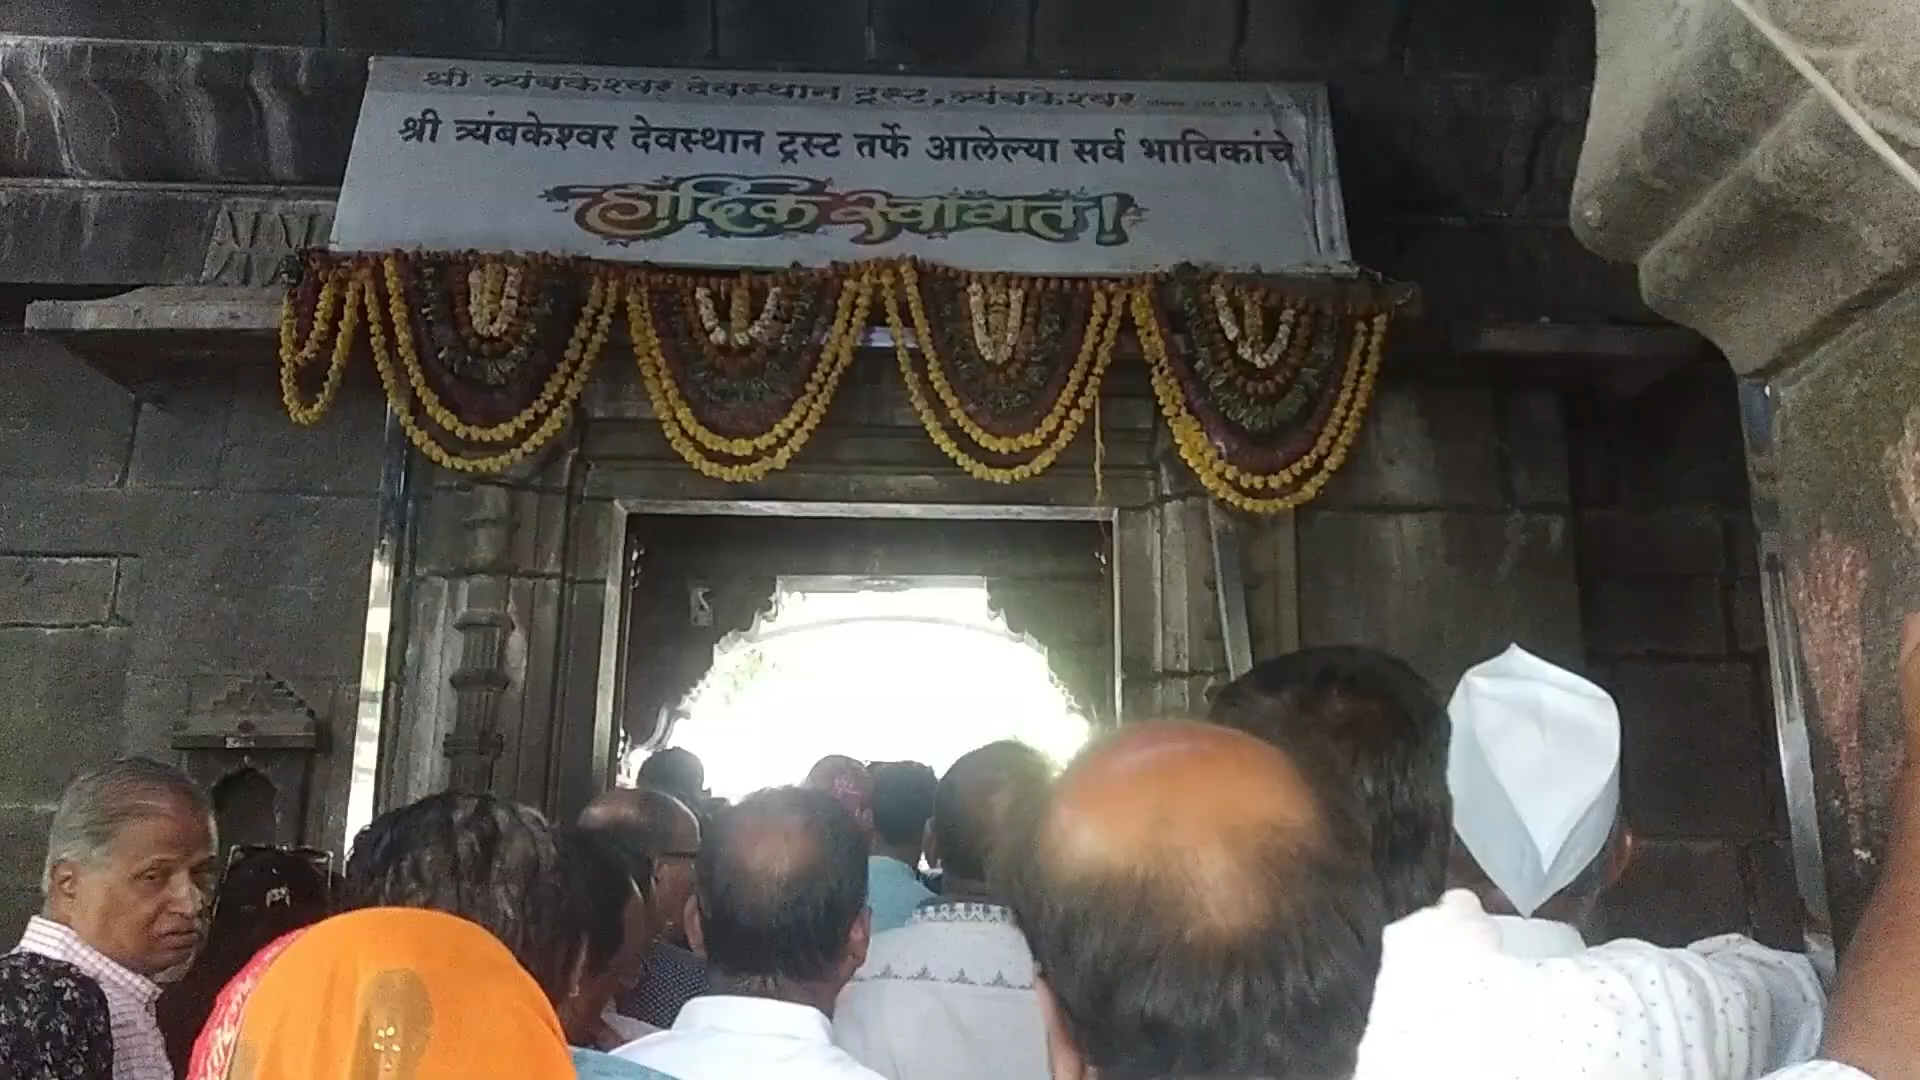 श्री त्र्यंबकेश्वर देवस्थान ट्रस्ट, त्र्यंबकेश्वर
श्री त्र्यंबकेश्वर देवस्थान ट्रस्ट तर्फे आलेल्या सर्व भाविकांचे
हार्दिक स्वागत!